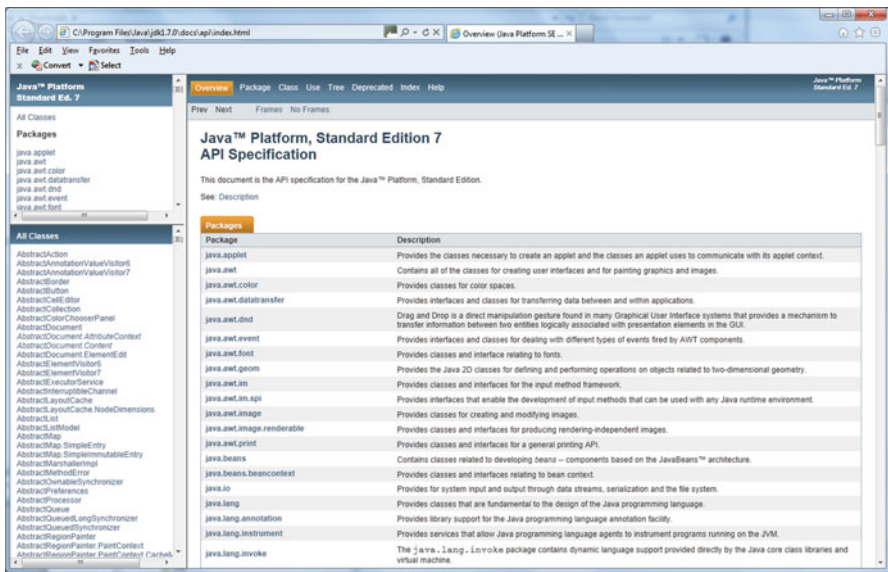 C:\Program Files\Java\jdk1.7.0\docs\api\index.html
Overview (Java Platform SE ...
File Edit View Favorites Tools Help
x Convert Select
Java™ Platform
Standard Ed. 7
All Classes
Packages
java.applet
java.awt
java.awt.color
java.awt.datatransfer
java.awt.dnd
java.awt.event
java.awt.font
All Classes
AbstractAction
AbstractAnnotationValueVisitor6
AbstractAnnotationValueVisitor7
AbstractBorder
AbstractButton
AbstractCellEditor
AbstractCollection
AbstractColorChooserPanel
AbstractDocument
AbstractDocument.AttributeContext
AbstractDocument.Content
AbstractDocument.ElementEdit
AbstractElementVisitor6
AbstractElementVisitor7
AbstractExecutorService
AbstractInterruptibleChannel
AbstractLayoutCache
AbstractLayoutCache.NodeDimensions
AbstractList
AbstractListModel
AbstractMap
AbstractMap.SimpleEntry
AbstractMap.SimpleImmutableEntry
AbstractMarshallerImpl
AbstractMethodError
AbstractOwnableSynchronizer
AbstractPreferences
AbstractProcessor
AbstractQueue
AbstractQueuedLongSynchronizer
AbstractQueuedSynchronizer
AbstractRegionPainter
AbstractRegionPainter.PaintContext
AbstractRegionPainter.PaintContext.CacheM
Overview Package Class Use Tree Deprecated Index Help
Java™ Platform
Standard Ed. 7
Prev Next Frames No Frames
Java™ Platform, Standard Edition 7
API Specification
This document is the API specification for the Java™ Platform, Standard Edition.
See: Description
Packages
Package Description
java.applet Provides the classes necessary to create an applet and the classes an applet uses to communicate with its applet context.
java.awt Contains all of the classes for creating user interfaces and for painting graphics and images.
java.awt.color Provides classes for color spaces.
java.awt.datatransfer Provides interfaces and classes for transferring data between and within applications.
java.awt.dnd Drag and Drop is a direct manipulation gesture found in many Graphical User Interface systems that provides a mechanism to
transfer information between two entities logically associated with presentation elements in the GUI.
java.awt.event Provides interfaces and classes for dealing with different types of events fired by AWT components.
java.awt.font Provides classes and interface relating to fonts.
java.awt.geom Provides the Java 2D classes for defining and performing operations on objects related to two-dimensional geometry.
java.awt.im Provides classes and interfaces for the input method framework.
java.awt.im.spi Provides interfaces that enable the development of input methods that can be used with any Java runtime environment.
java.awt.image Provides classes for creating and modifying images.
java.awt.image.renderable Provides classes and interfaces for producing rendering-independent images.
java.awt.print Provides classes and interfaces for a general printing API.
java.beans Contains classes related to developing beans -- components based on the JavaBeans™ architecture.
java.beans.beancontext Provides classes and interfaces relating to bean context.
java.io Provides for system input and output through data streams, serialization and the file system.
java.lang Provides classes that are fundamental to the design of the Java programming language.
java.lang.annotation Provides library support for the Java programming language annotation facility.
java.lang.instrument Provides services that allow Java programming language agents to instrument programs running on the JVM.
java.lang.invoke The java.lang.invoke package contains dynamic language support provided directly by the Java core class libraries and
virtual machine.